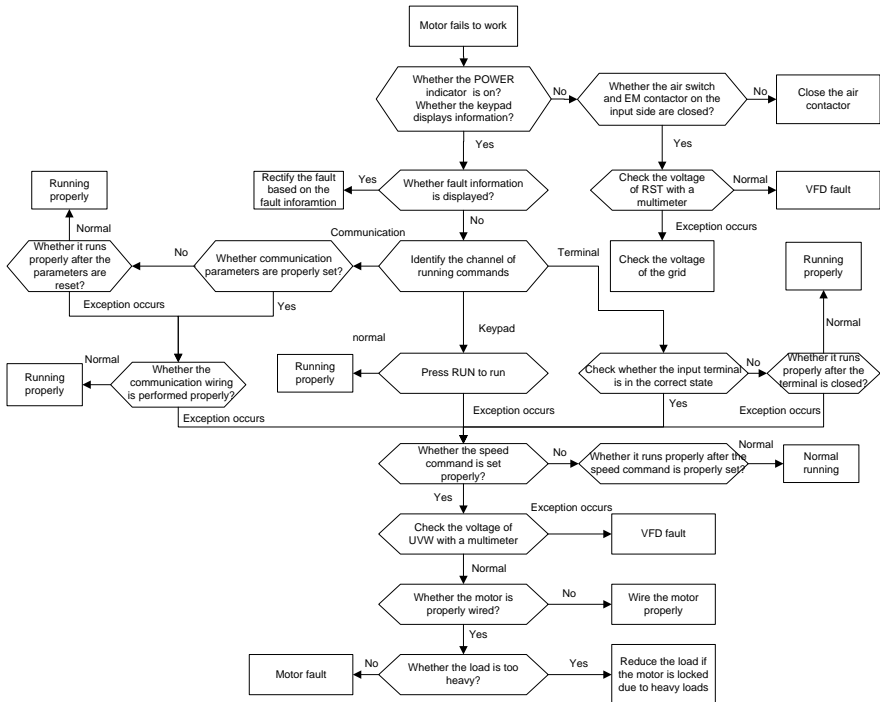 Motor fails to work
Whether the POWER
indicator is on?
Whether the keypad
displays information?
No
Whether the air switch
and EM contactor on the
input side are closed?
No
Close the air
contactor
Yes
Yes
Rectify the fault
based on the
fault inforamtion
Yes
Whether fault information
is displayed?
Check the voltage
of RST with a
multimeter
Normal
VFD fault
Running
properly
Normal
No
Exception occurs
Check the voltage
of the grid
Communication
Terminal
Whether it runs
properly after the
parameters are
reset?
No
Whether communication
parameters are properly set?
Identify the channel of
running commands
Running
properly
Exception occurs
Yes
Keypad
normal
Normal
Running
properly
Normal
Whether the
communication wiring
is performed properly?
Running
properly
Press RUN to run
Check whether the input terminal
is in the correct state
No
Whether it runs
properly after the
terminal is closed?
Exception occurs
Exception occurs
Yes
Exception occurs
Whether the speed
command is set
properly?
No
Whether it runs properly after the
speed command is properly set?
Normal
Normal
running
Yes
Exception occurs
Check the voltage of
UVW with a multimeter
VFD fault
Normal
Whether the motor is
properly wired?
No
Wire the motor
properly
Yes
Motor fault
No
Whether the load is too
heavy?
Yes
Reduce the load if
the motor is locked
due to heavy loads